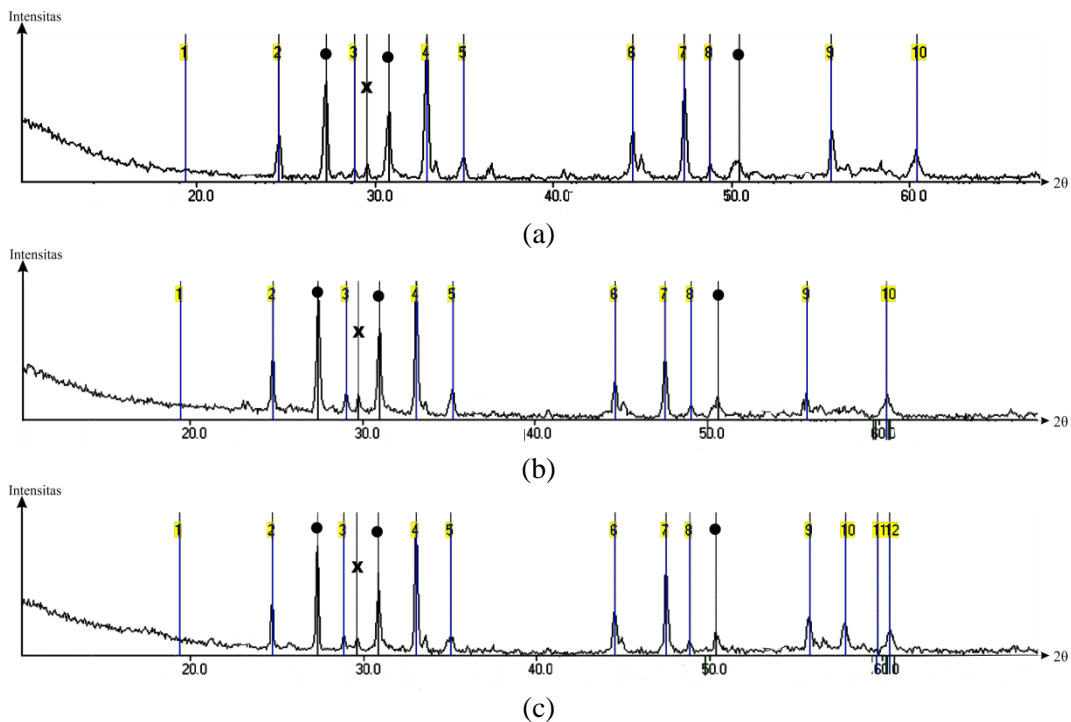 Intensitas
1 2 3 x 4 5 6 7 8 9 10
20.0 30.0 40.0 50.0 60.0 2θ
(a)
Intensitas
1 2 3 x 4 5 6 7 8 9 10
20.0 30.0 40.0 50.0 60.0 2θ
(b)
Intensitas
1 2 3 x 4 5 6 7 8 9 10 11 12
20.0 30.0 40.0 50.0 60.0 2θ
(c)